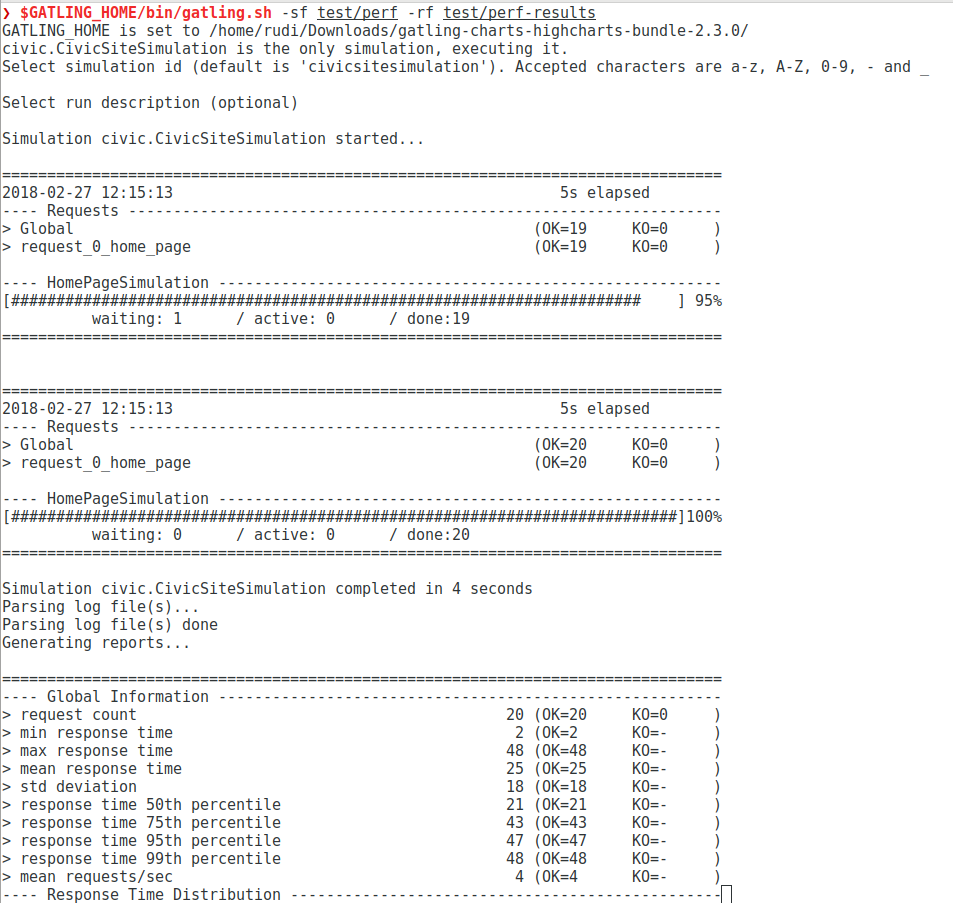 ❯ $GATLING_HOME/bin/gatling.sh -sf test/perf -rf test/perf-results
GATLING_HOME is set to /home/rudi/Downloads/gatling-charts-highcharts-bundle-2.3.0/
civic.CivicSiteSimulation is the only simulation, executing it.
Select simulation id (default is 'civicsitesimulation'). Accepted characters are a-z, A-Z, 0-9, - and _

Select run description (optional)

Simulation civic.CivicSiteSimulation started...

================================================================================
2018-02-27 12:15:13                                           5s elapsed
---- Requests ------------------------------------------------------------------
> Global                                                   (OK=19     KO=0     )
> request_0_home_page                                      (OK=19     KO=0     )

---- HomePageSimulation --------------------------------------------------------
[######################################################################    ] 95%
          waiting: 1      / active: 0      / done:19
================================================================================


================================================================================
2018-02-27 12:15:13                                           5s elapsed
---- Requests ------------------------------------------------------------------
> Global                                                   (OK=20     KO=0     )
> request_0_home_page                                      (OK=20     KO=0     )

---- HomePageSimulation --------------------------------------------------------
[##########################################################################]100%
          waiting: 0      / active: 0      / done:20
================================================================================

Simulation civic.CivicSiteSimulation completed in 4 seconds
Parsing log file(s)...
Parsing log file(s) done
Generating reports...

================================================================================
---- Global Information --------------------------------------------------------
> request count                                         20 (OK=20     KO=0     )
> min response time                                      2 (OK=2      KO=-     )
> max response time                                     48 (OK=48     KO=-     )
> mean response time                                    25 (OK=25     KO=-     )
> std deviation                                         18 (OK=18     KO=-     )
> response time 50th percentile                         21 (OK=21     KO=-     )
> response time 75th percentile                         43 (OK=43     KO=-     )
> response time 95th percentile                         47 (OK=47     KO=-     )
> response time 99th percentile                         48 (OK=48     KO=-     )
> mean requests/sec                                      4 (OK=4      KO=-     )
---- Response Time Distribution ------------------------------------------------